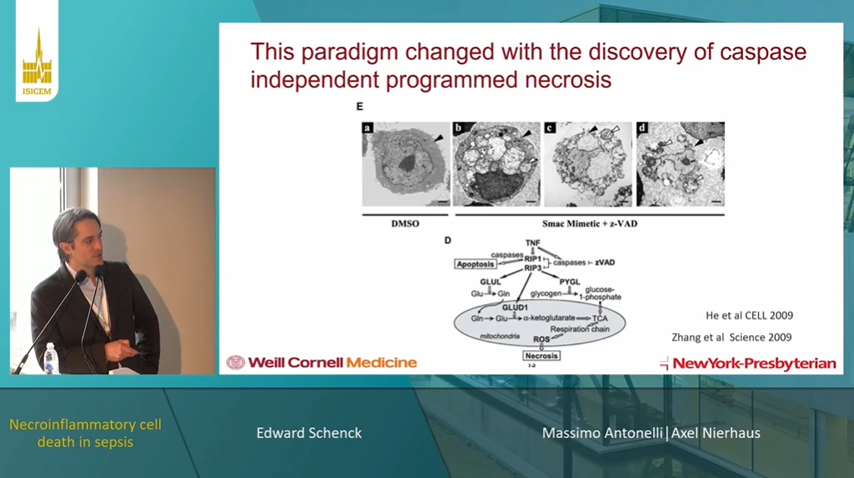 ISICEM
This paradigm changed with the discovery of caspase
independent programmed necrosis
E
a b c d
DMSO
Smac Mimetic + z-VAD
D
TNF
caspases
Apoptosis
RIP1
RIP3
caspases
zVAD
GLUL
PYGL
Glu Gln
glycogen
glucose-
1-phosphate
GLUD1
Gln Glu α-ketoglutarate TCA
Respiration chain
mitochondria
ROS
Necrosis
He et al CELL 2009
Zhang et al Science 2009
Weill Cornell Medicine
NewYork-Presbyterian
Necroinflammatory cell
death in sepsis
Edward Schenck
Massimo Antonelli|Axel Nierhaus